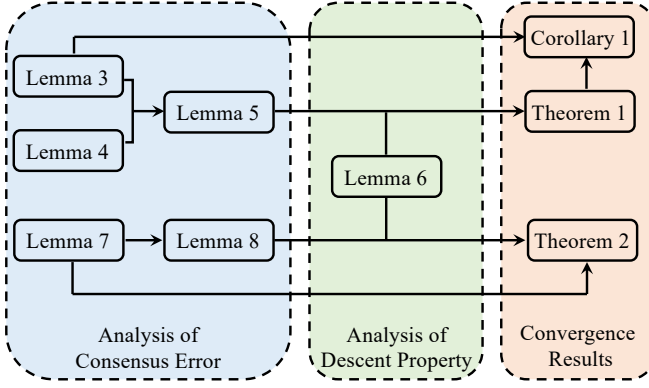 Corollary 1
Lemma 3
Lemma 5
Theorem 1
Lemma 4
Lemma 6
Lemma 7
Lemma 8
Theorem 2
Analysis of
Consensus Error
Analysis of
Descent Property
Convergence
Results